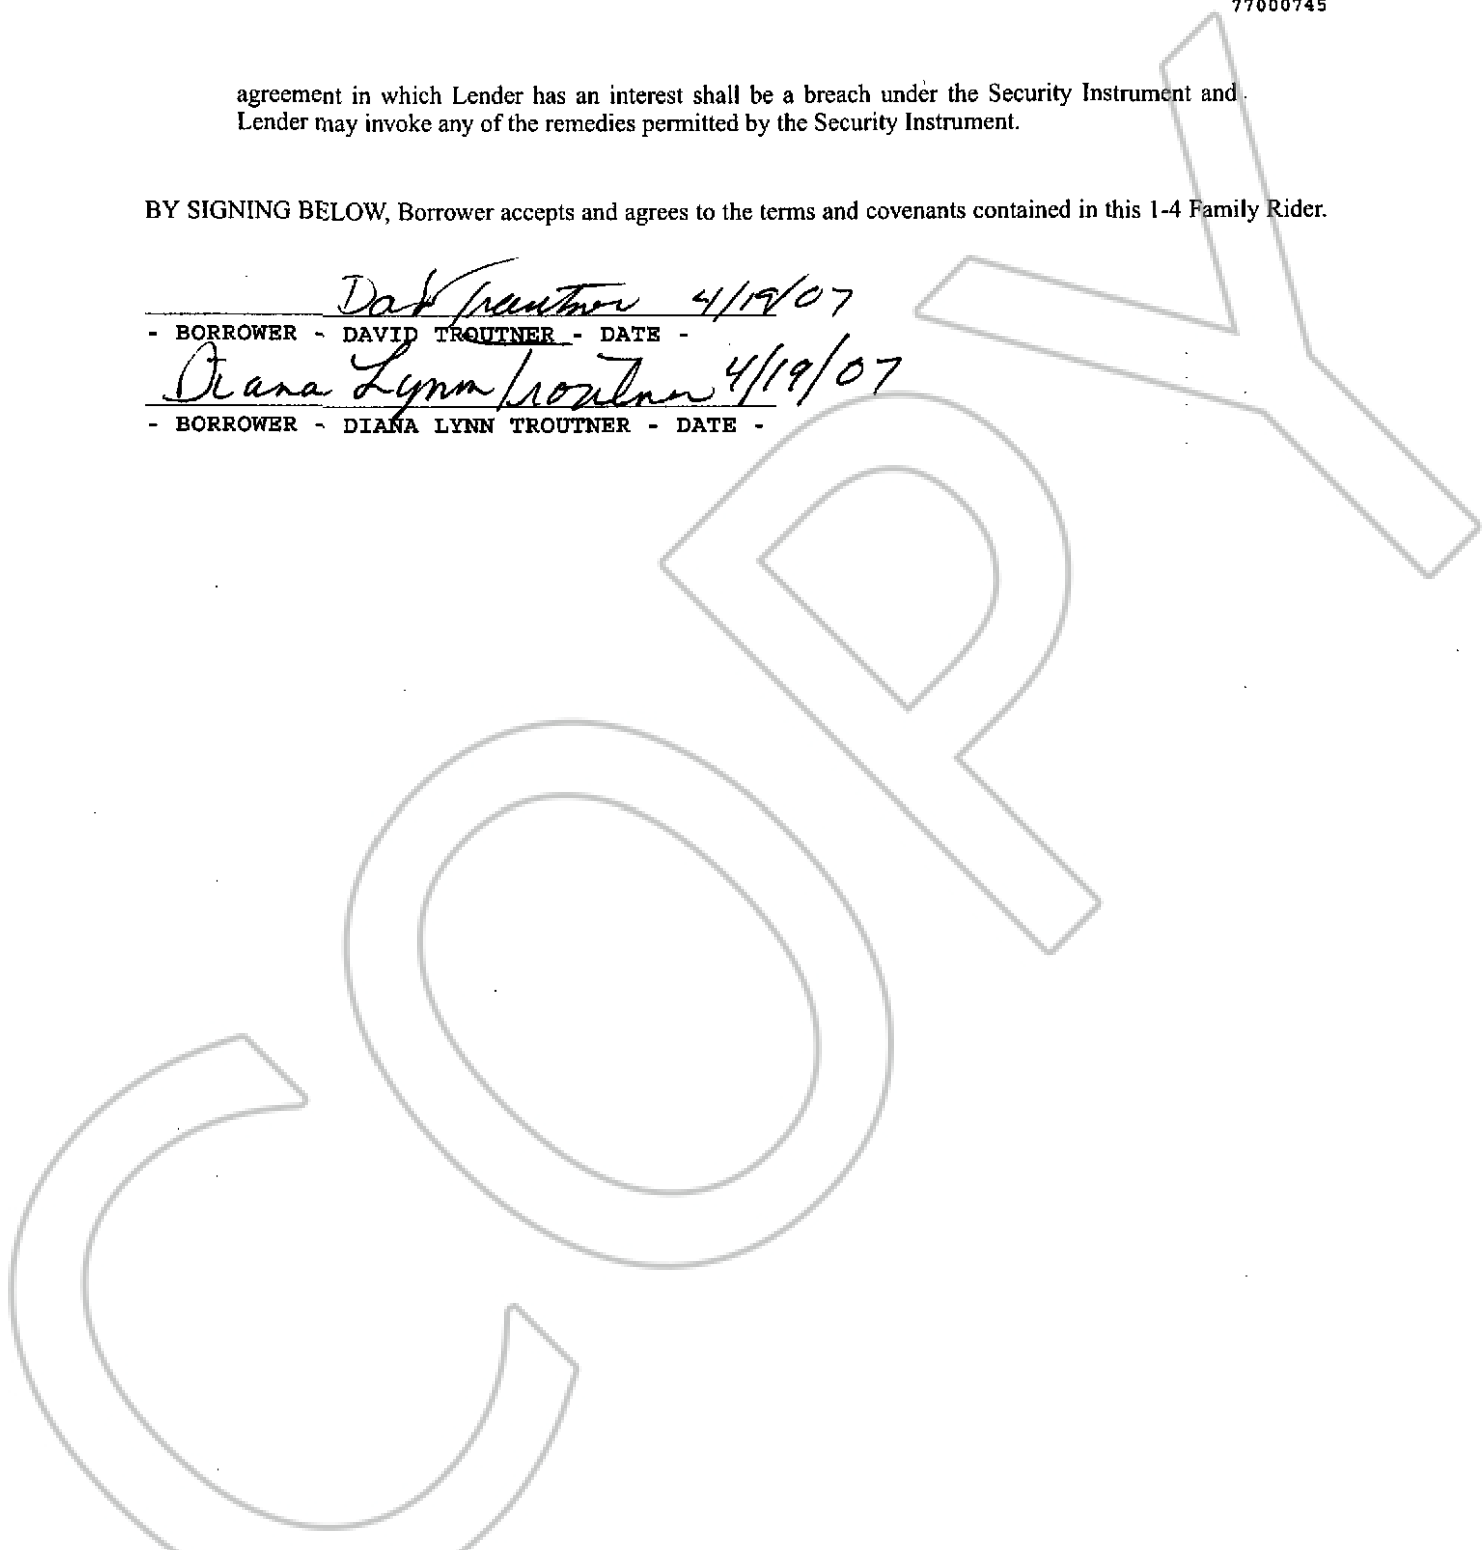 77000745
agreement in which Lender has an interest shall be a breach under the Security Instrument and
Lender may invoke any of the remedies permitted by the Security Instrument.
BY SIGNING BELOW, Borrower accepts and agrees to the terms and covenants contained in this 1-4 Family Rider.
Troutner 4/19/07
- BORROWER - DAVID TROUTNER - DATE -
Diana Lynn Troutner 4/19/07
- BORROWER - DIANA LYNN TROUTNER - DATE -
COPY